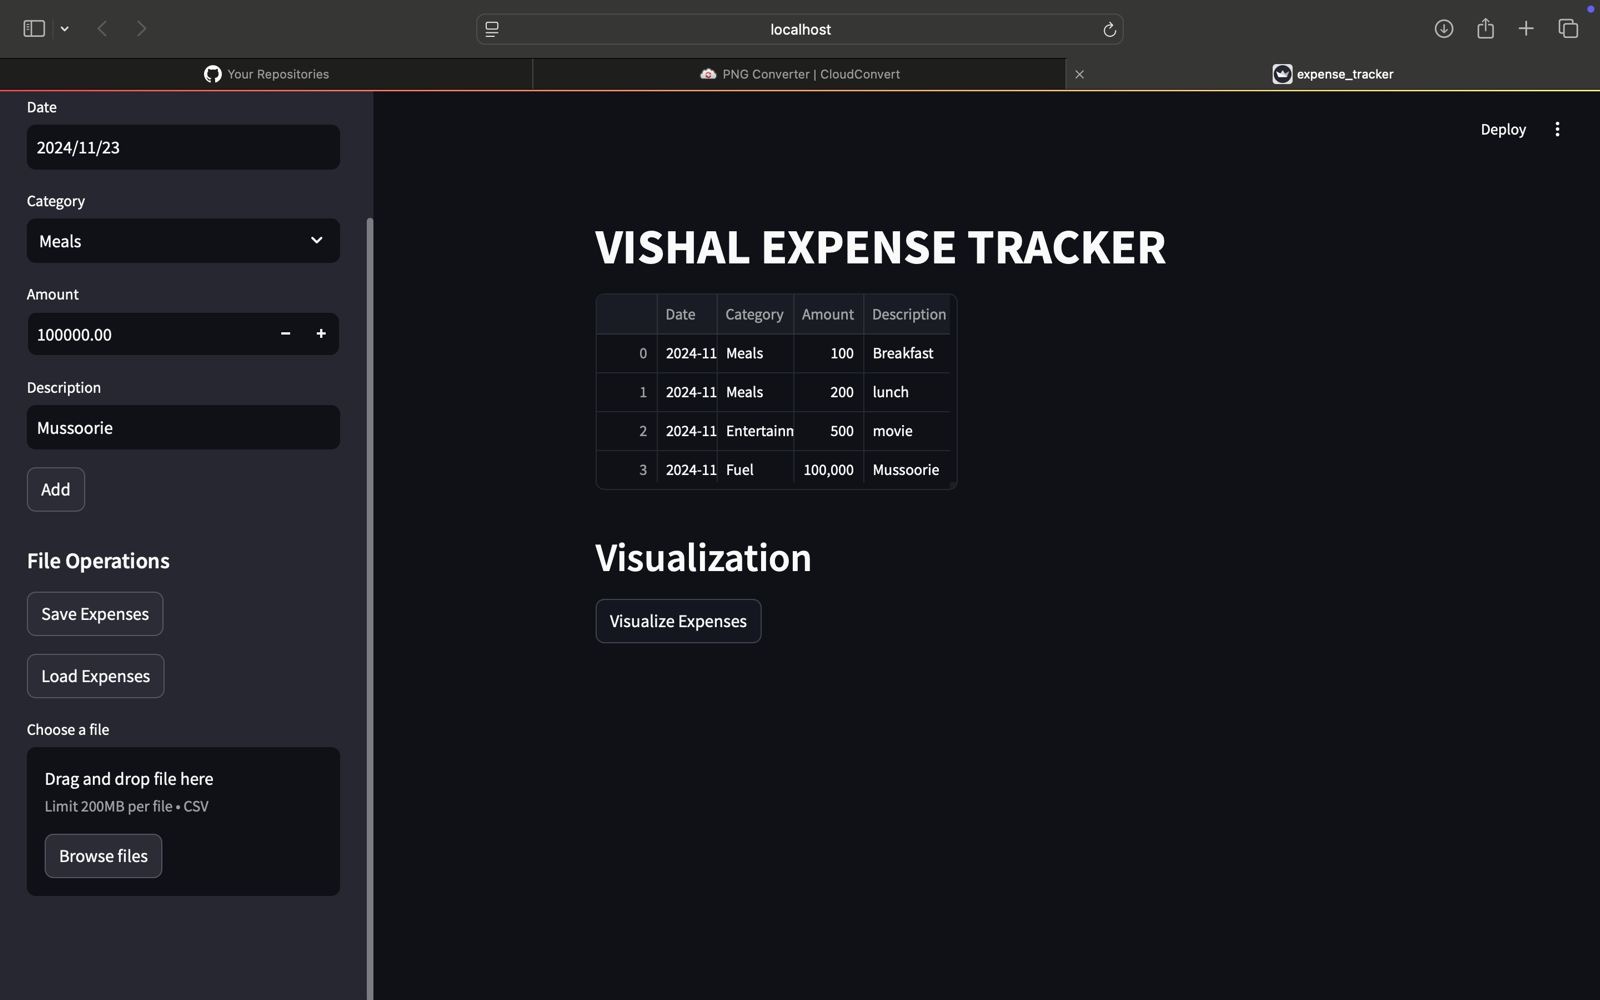 localhost
Your Repositories
PNG Converter | CloudConvert
expense_tracker
Date
2024/11/23
Category
Meals
Amount
100000.00
Description
Mussoorie
Add
File Operations
Save Expenses
Load Expenses
Choose a file
Drag and drop file here
Limit 200MB per file • CSV
Browse files
Deploy
VISHAL EXPENSE TRACKER
Date Category Amount Description
0 2024-11 Meals 100 Breakfast
1 2024-11 Meals 200 lunch
2 2024-11 Entertainn 500 movie
3 2024-11 Fuel 100,000 Mussoorie
Visualization
Visualize Expenses